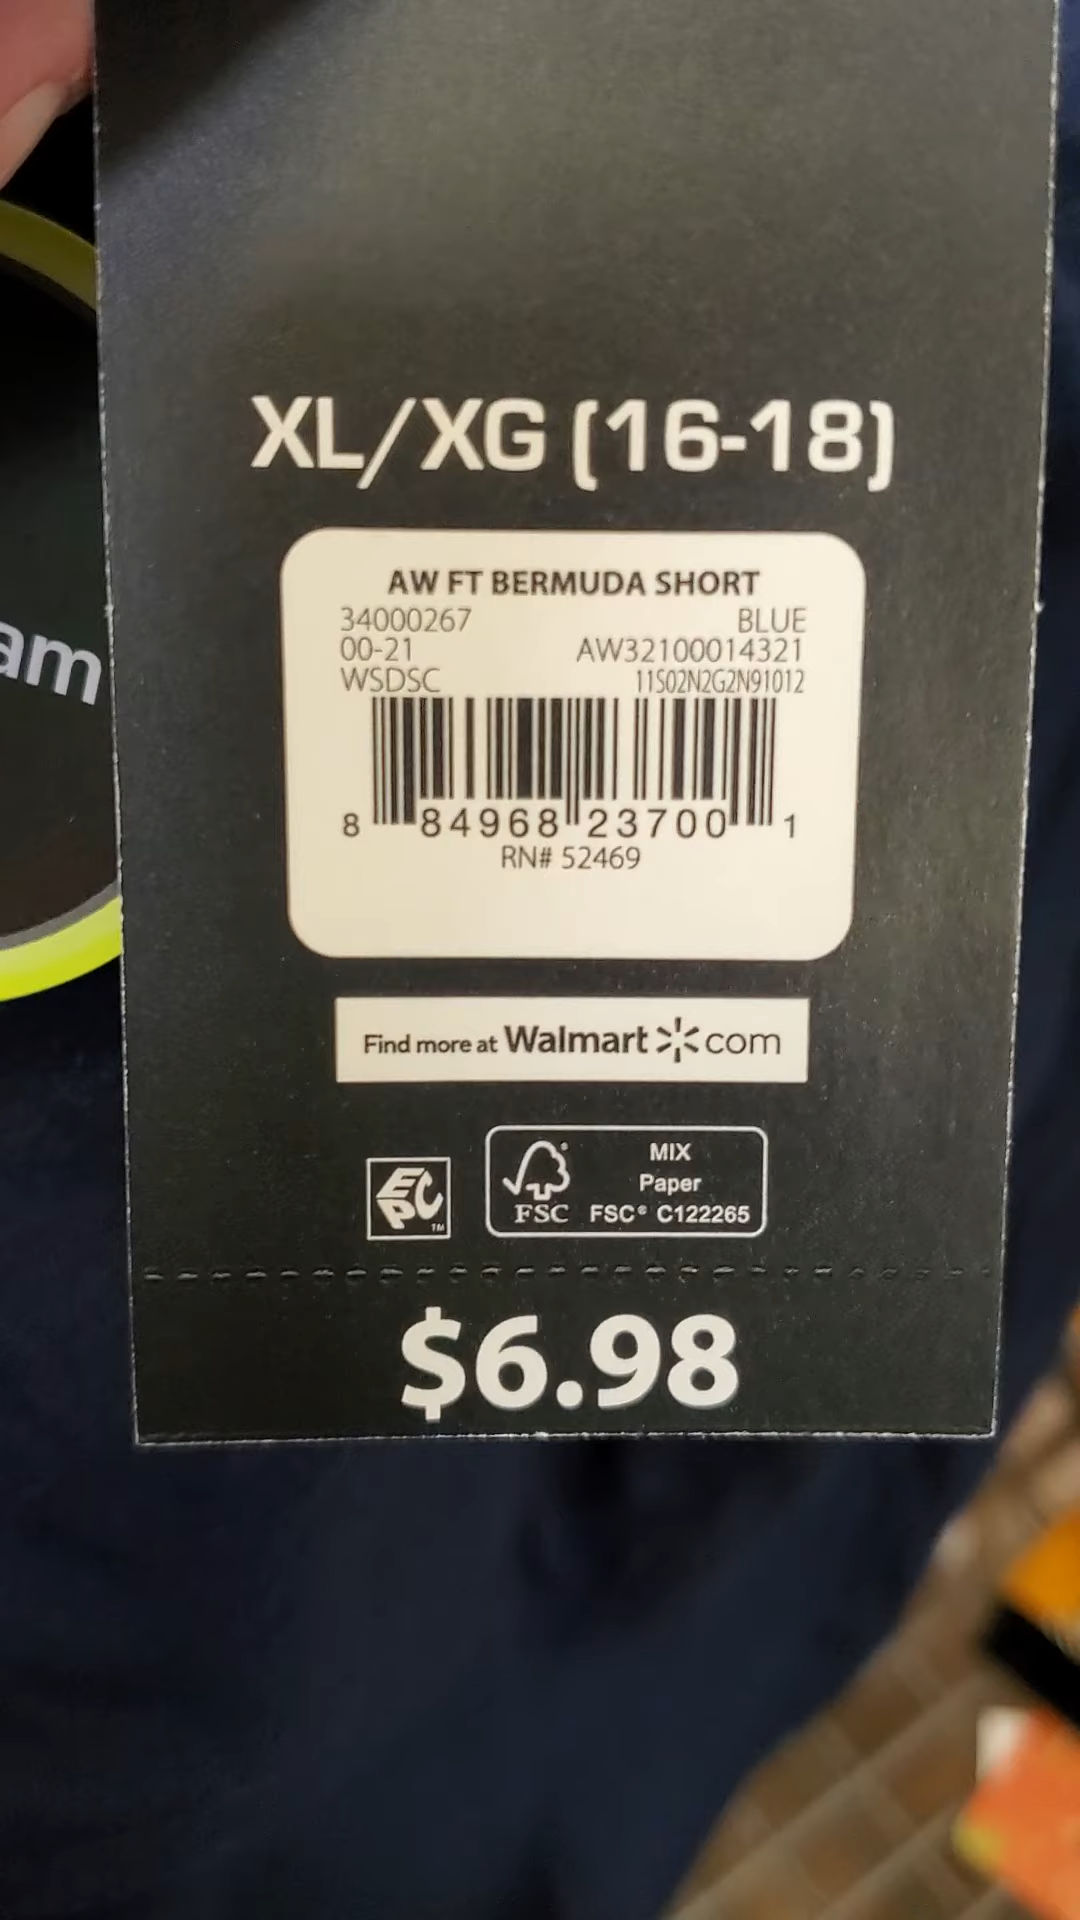 am
XL/XG (16-18)
AW FT BERMUDA SHORT
34000267 BLUE
00-21 AW32100014321
WSDSC 11S02N2G2N91012
8 84968 23700 1
RN# 52469
Find more at Walmart com
EPC™
MIX
Paper
FSC FSC® C122265
$6.98